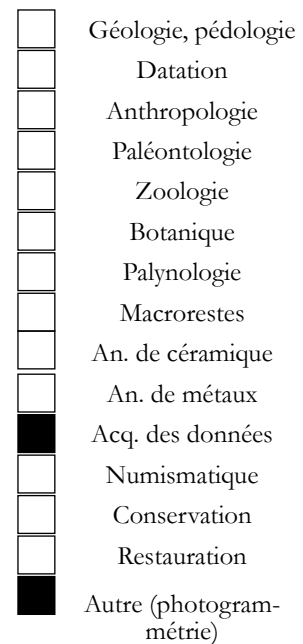 Géologie, pédologie
Datation
Anthropologie
Paléontologie
Zoologie
Botanique
Palynologie
Macrorestes
An. de céramique
An. de métaux
Acq. des données
Numismatique
Conservation
Restauration
Autre (photogram-
métrie)